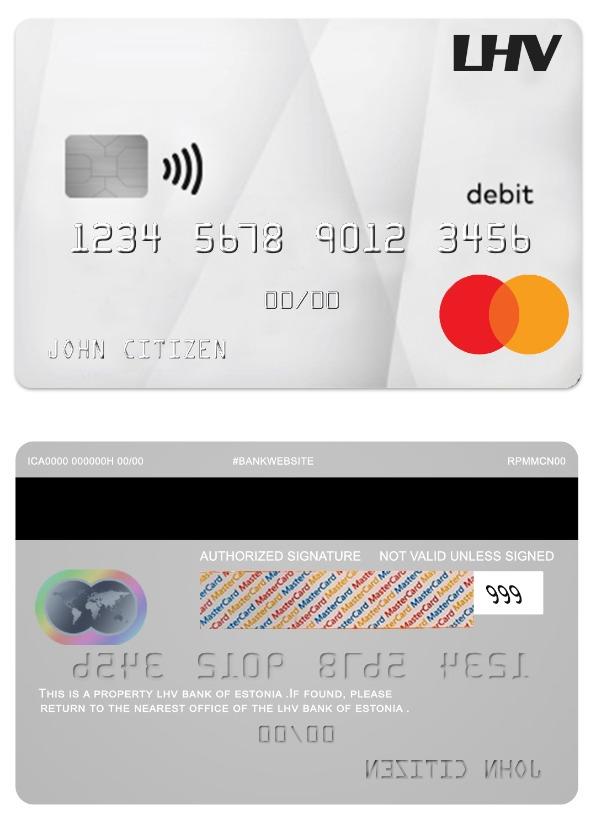 LHV
debit
1234 5678 9012 3456
00/00
JOHN CITIZEN
ICA0000 000000H 00/00 #BANKWEBSITE RPMMCN00
AUTHORIZED SIGNATURE NOT VALID UNLESS SIGNED
MasterCard MasterCard MasterCard MasterCard
999
1234 5678 9012 3456
THIS IS A PROPERTY LHV BANK OF ESTONIA .IF FOUND, PLEASE
RETURN TO THE NEAREST OFFICE OF THE LHV BANK OF ESTONIA .
00/00
JOHN CITIZEN